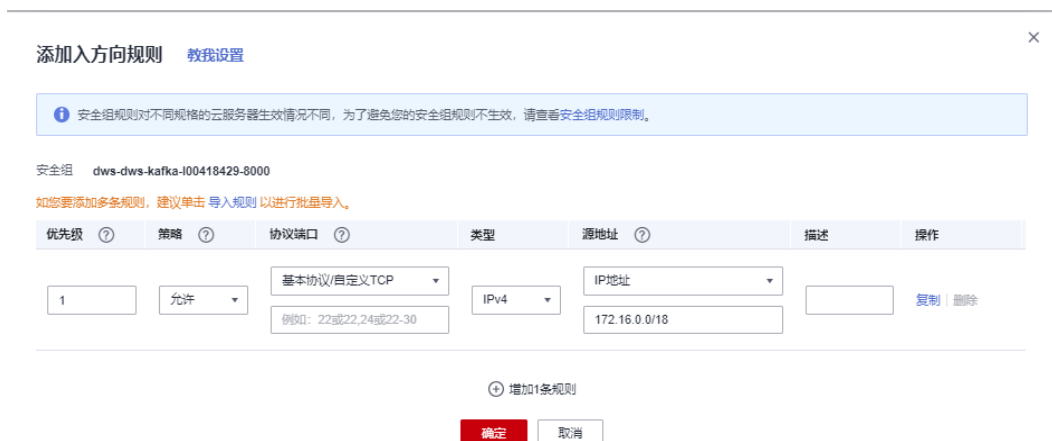 添加入方向规则 教我设置
安全组规则对不同规格的云服务器生效情况不同，为了避免您的安全组规则不生效，请查看安全组规则限制。
安全组 dws-dws-kafka-l00418429-8000
如您要添加多条规则，建议单击 导入规则 以进行批量导入。
优先级 策略 协议端口 类型 源地址 描述 操作
1 允许 基本协议/自定义TCP IPv4 IP地址 复制 删除
例如：22或22,24或22-30 172.16.0.0/18
增加1条规则
确定 取消